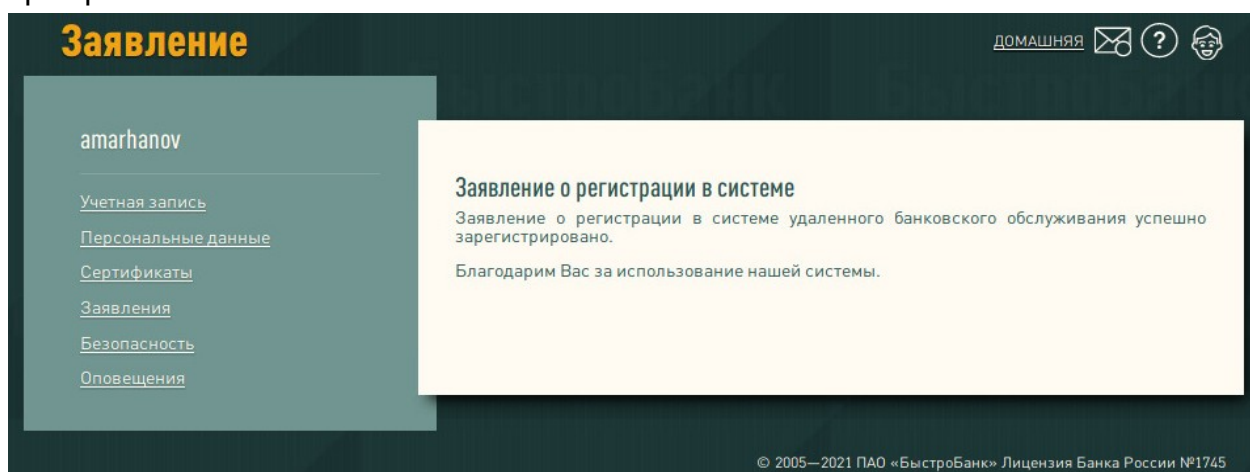 Заявление
ДОМАШНЯЯ
?
amarhanov
Учетная запись
Персональные данные
Сертификаты
Заявления
Безопасность
Оповещения
Заявление о регистрации в системе
Заявление о регистрации в системе удаленного банковского обслуживания успешно
зарегистрировано.
Благодарим Вас за использование нашей системы.
© 2005—2021 ПАО «БыстроБанк» Лицензия Банка России №1745